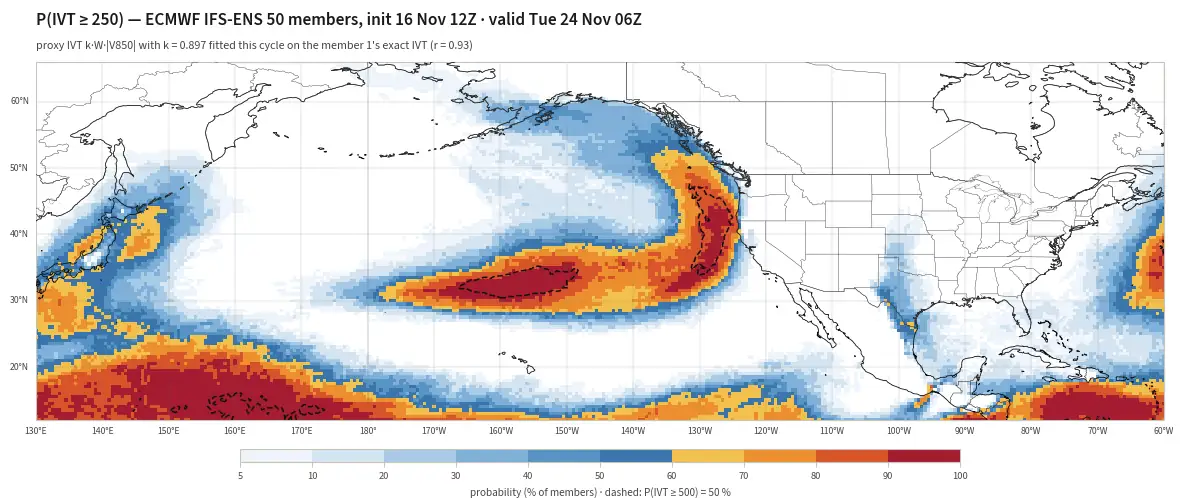 P(IVT ≥ 250) — ECMWF IFS-ENS 50 members, init 16 Nov 12Z · valid Tue 24 Nov 06Z
proxy IVT k·W·|V850| with k = 0.897 fitted this cycle on the member 1's exact IVT (r = 0.93)
60°N
50°N
40°N
30°N
20°N
130°E 140°E 150°E 160°E 170°E 180° 170°W 160°W 150°W 140°W 130°W 120°W 110°W 100°W 90°W 80°W 70°W 60°W
5 10 20 30 40 50 60 70 80 90 100
probability (% of members) · dashed: P(IVT ≥ 500) = 50 %